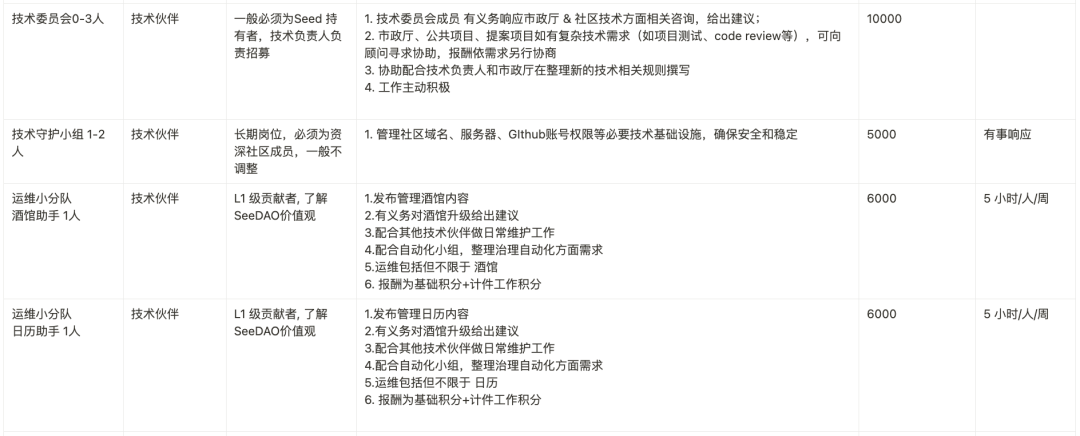 技术委员会0-3人
技术伙伴
一般必须为Seed 持
有者，技术负责人负
责招募
1. 技术委员会成员 有义务响应市政厅 & 社区技术方面相关咨询，给出建议；
2. 市政厅、公共项目、提案项目如有复杂技术需求（如项目测试、code review等），可向
顾问寻求协助，报酬依需求另行协商
3. 协助配合技术负责人和市政厅在整理新的技术相关规则撰写
4. 工作主动积极
10000
技术守护小组 1-2
人
技术伙伴
长期岗位，必须为资
深社区成员，一般不
调整
1. 管理社区域名、服务器、GIthub账号权限等必要技术基础设施，确保安全和稳定
5000
有事响应
运维小分队
酒馆助手 1人
技术伙伴
L1 级贡献者, 了解
SeeDAO价值观
1.发布管理酒馆内容
2.有义务对酒馆升级给出建议
3.配合其他技术伙伴做日常维护工作
4.配合自动化小组，整理治理自动化方面需求
5.运维包括但不限于 酒馆
6. 报酬为基础积分+计件工作积分
6000
5 小时/人/周
运维小分队
日历助手 1人
技术伙伴
L1 级贡献者, 了解
SeeDAO价值观
1.发布管理日历内容
2.有义务对酒馆升级给出建议
3.配合其他技术伙伴做日常维护工作
4.配合自动化小组，整理治理自动化方面需求
5.运维包括但不限于 日历
6. 报酬为基础积分+计件工作积分
6000
5 小时/人/周